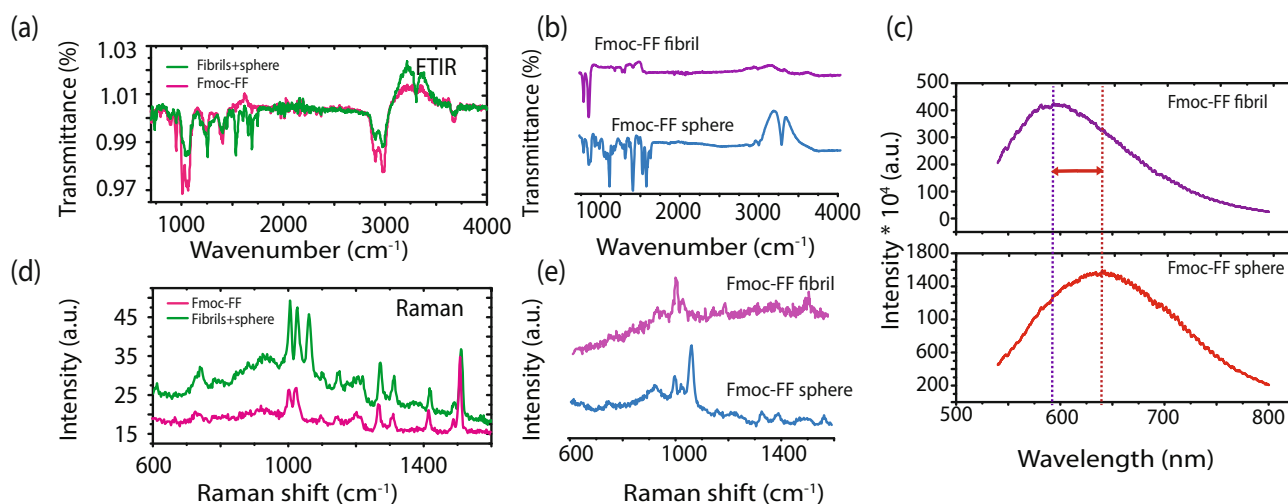 (a)
1.03
1.01
0.99
0.97
Transmittance (%)
Fibrils+sphere
Fmoc-FF
FTIR
1000
2000
3000
4000
Wavenumber (cm⁻¹)
(b)
Transmittance (%)
Fmoc-FF fibril
Fmoc-FF sphere
1000
2000
3000
4000
Wavenumber (cm⁻¹)
(c)
500
400
300
200
100
0
Fmoc-FF fibril
Intensity * 10⁴ (a.u.)
1800
1400
1000
600
200
Fmoc-FF sphere
500
600
700
800
Wavelength (nm)
(d)
45
35
25
15
Intensity (a.u.)
Fmoc-FF
Fibrils+sphere
Raman
600
1000
1400
Raman shift (cm⁻¹)
(e)
Intensity (a.u.)
Fmoc-FF fibril
Fmoc-FF sphere
600
1000
1400
Raman shift (cm⁻¹)